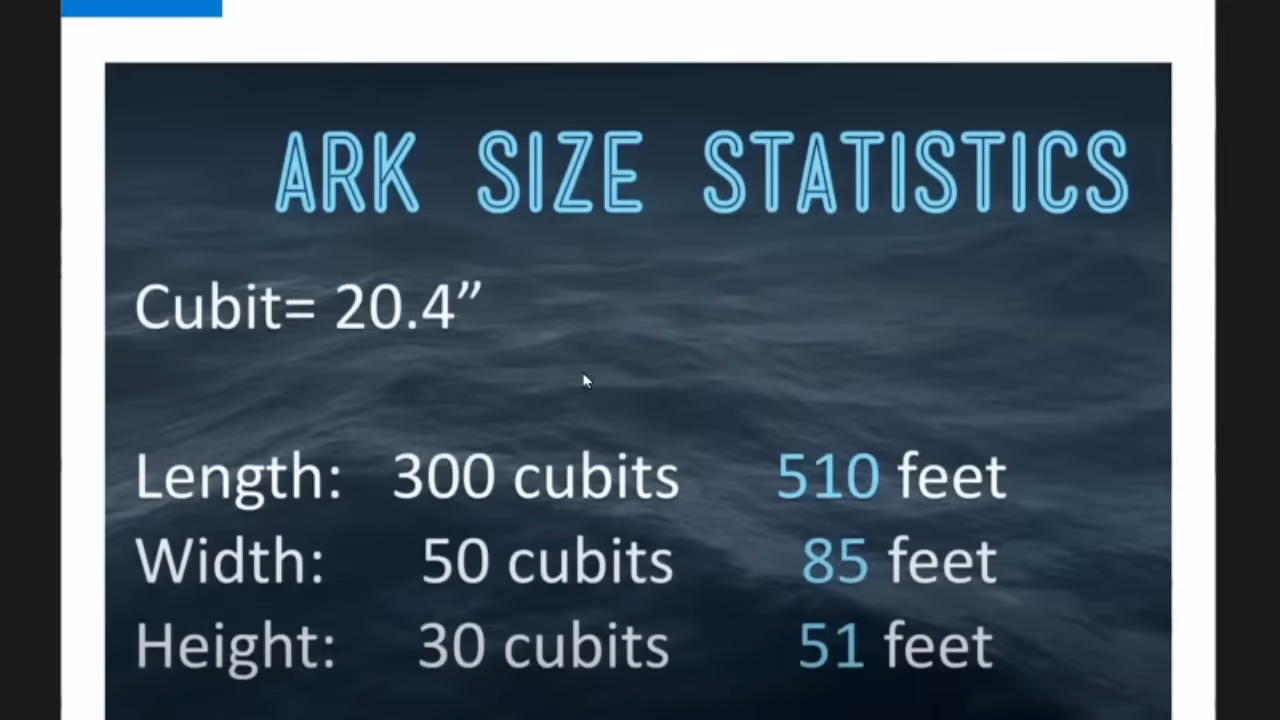 ARK SIZE STATISTICS
Cubit= 20.4”
Length: 300 cubits 510 feet
Width: 50 cubits 85 feet
Height: 30 cubits 51 feet